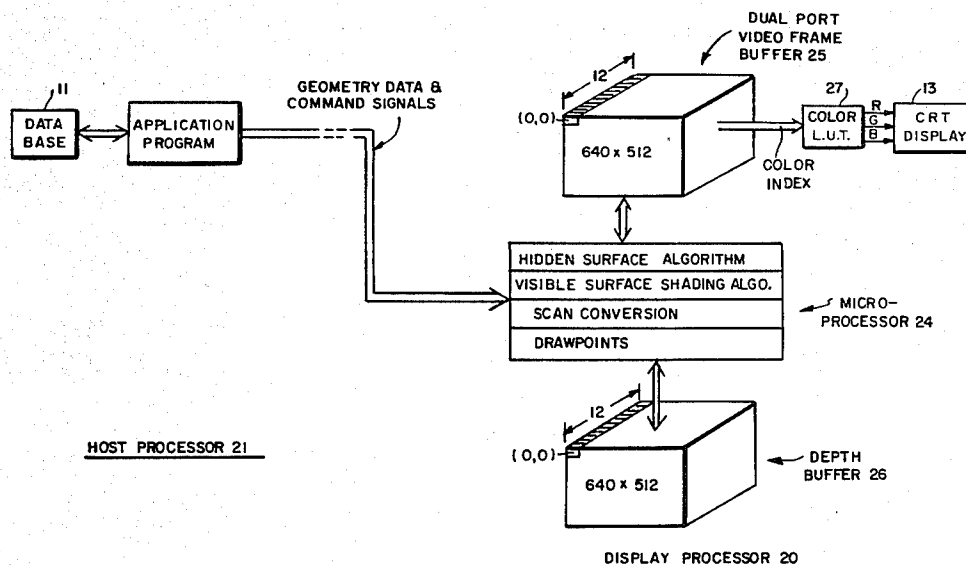 DUAL PORT
VIDEO FRAME
BUFFER 25
11
DATA
BASE
APPLICATION
PROGRAM
GEOMETRY DATA &
COMMAND SIGNALS
12
(0,0)
640 x 512
COLOR
INDEX
27
COLOR
L.U.T.
R
G
B
13
CRT
DISPLAY
HIDDEN SURFACE ALGORITHM
VISIBLE SURFACE SHADING ALGO.
SCAN CONVERSION
DRAWPOINTS
MICRO-
PROCESSOR 24
12
(0,0)
640 x 512
DEPTH
BUFFER 26
HOST PROCESSOR 21
DISPLAY PROCESSOR 20